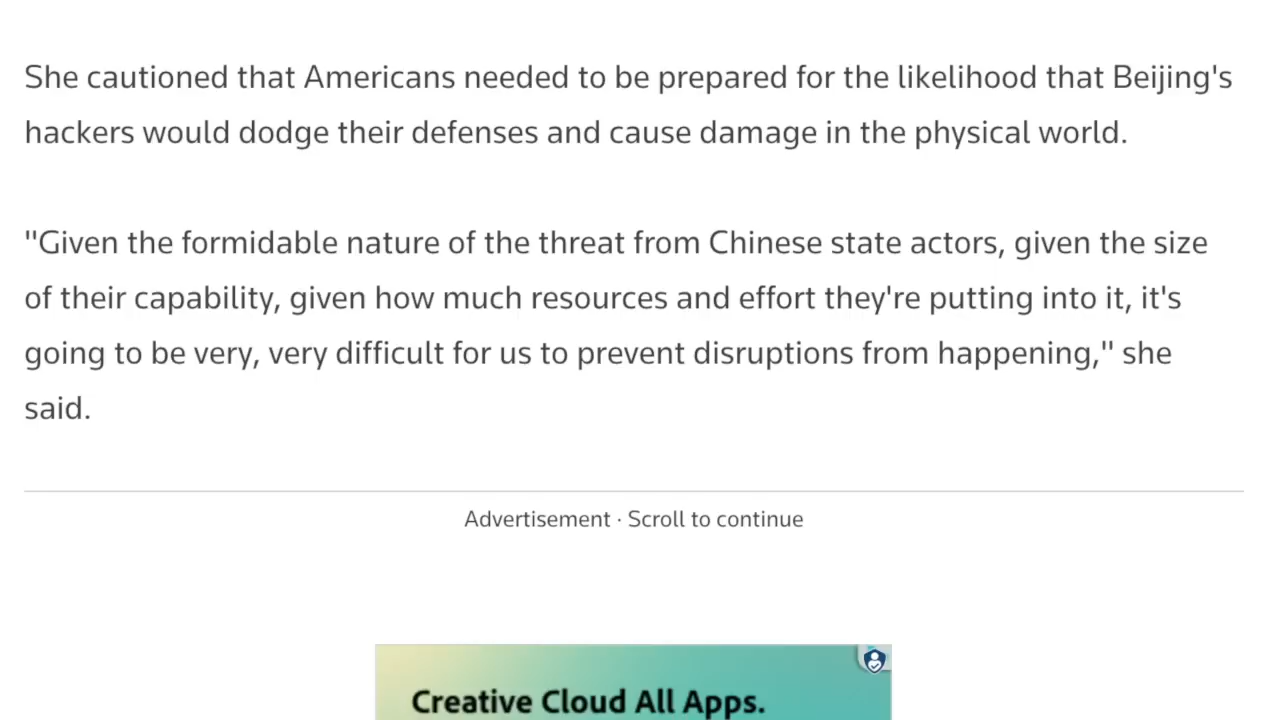 She cautioned that Americans needed to be prepared for the likelihood that Beijing's
hackers would dodge their defenses and cause damage in the physical world.
"Given the formidable nature of the threat from Chinese state actors, given the size
of their capability, given how much resources and effort they're putting into it, it's
going to be very, very difficult for us to prevent disruptions from happening," she
said.
Advertisement · Scroll to continue
Creative Cloud All Apps.